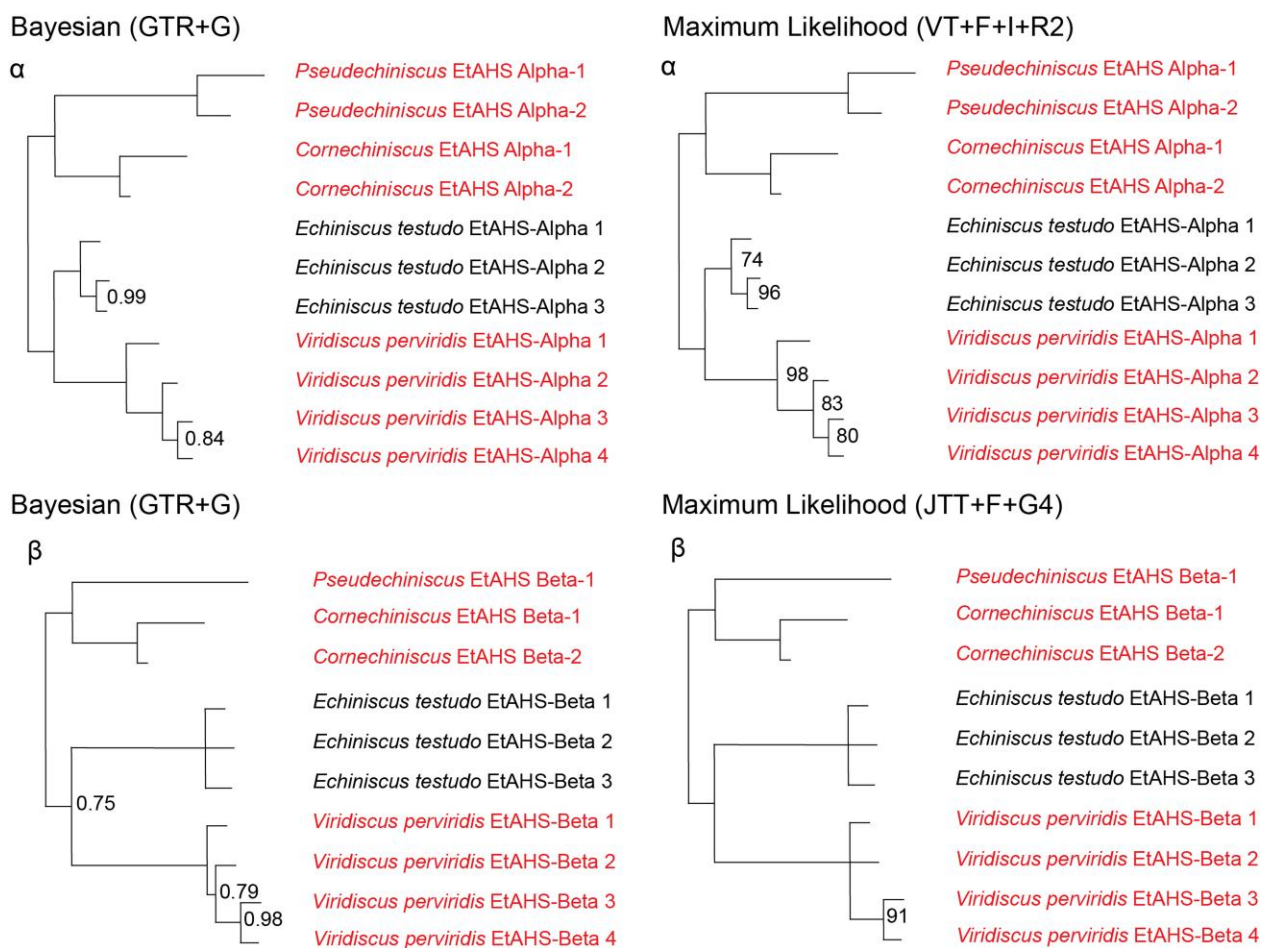 Bayesian (GTR+G)
α
Pseudechiniscus EtAHS Alpha-1
Pseudechiniscus EtAHS Alpha-2
Cornechiniscus EtAHS Alpha-1
Cornechiniscus EtAHS Alpha-2
Echiniscus testudo EtAHS-Alpha 1
Echiniscus testudo EtAHS-Alpha 2
0.99
Echiniscus testudo EtAHS-Alpha 3
Viridiscus perviridis EtAHS-Alpha 1
Viridiscus perviridis EtAHS-Alpha 2
Viridiscus perviridis EtAHS-Alpha 3
0.84
Viridiscus perviridis EtAHS-Alpha 4
Maximum Likelihood (VT+F+I+R2)
α
Pseudechiniscus EtAHS Alpha-1
Pseudechiniscus EtAHS Alpha-2
Cornechiniscus EtAHS Alpha-1
Cornechiniscus EtAHS Alpha-2
Echiniscus testudo EtAHS-Alpha 1
74
Echiniscus testudo EtAHS-Alpha 2
96
Echiniscus testudo EtAHS-Alpha 3
Viridiscus perviridis EtAHS-Alpha 1
98
Viridiscus perviridis EtAHS-Alpha 2
83
Viridiscus perviridis EtAHS-Alpha 3
80
Viridiscus perviridis EtAHS-Alpha 4
Bayesian (GTR+G)
β
Pseudechiniscus EtAHS Beta-1
Cornechiniscus EtAHS Beta-1
Cornechiniscus EtAHS Beta-2
Echiniscus testudo EtAHS-Beta 1
Echiniscus testudo EtAHS-Beta 2
Echiniscus testudo EtAHS-Beta 3
0.75
Viridiscus perviridis EtAHS-Beta 1
Viridiscus perviridis EtAHS-Beta 2
0.79
Viridiscus perviridis EtAHS-Beta 3
0.98
Viridiscus perviridis EtAHS-Beta 4
Maximum Likelihood (JTT+F+G4)
β
Pseudechiniscus EtAHS Beta-1
Cornechiniscus EtAHS Beta-1
Cornechiniscus EtAHS Beta-2
Echiniscus testudo EtAHS-Beta 1
Echiniscus testudo EtAHS-Beta 2
Echiniscus testudo EtAHS-Beta 3
Viridiscus perviridis EtAHS-Beta 1
Viridiscus perviridis EtAHS-Beta 2
Viridiscus perviridis EtAHS-Beta 3
91
Viridiscus perviridis EtAHS-Beta 4